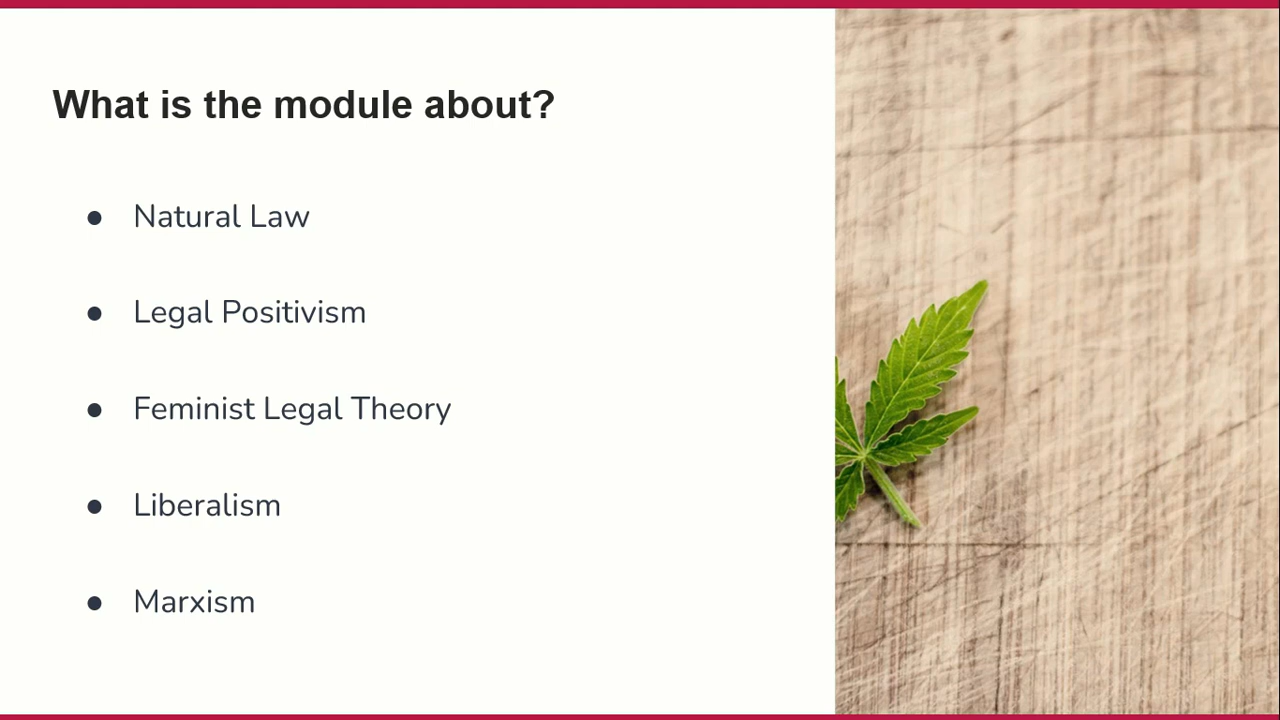 What is the module about?
● Natural Law
● Legal Positivism
● Feminist Legal Theory
● Liberalism
● Marxism